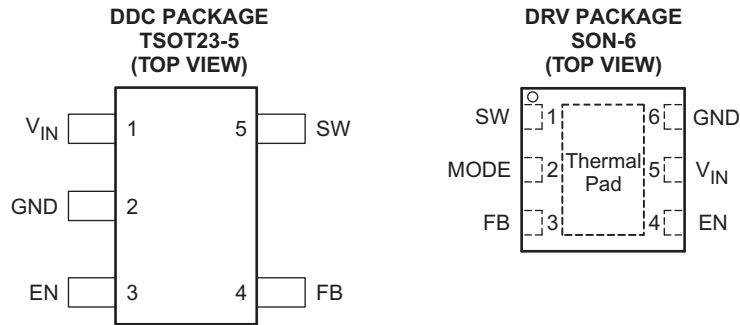 DDC PACKAGE
TSOT23-5
(TOP VIEW)
VIN 1 5 SW
GND 2
EN 3 4 FB
DRV PACKAGE
SON-6
(TOP VIEW)
SW 1 6 GND
MODE 2 Thermal Pad 5 VIN
FB 3 4 EN